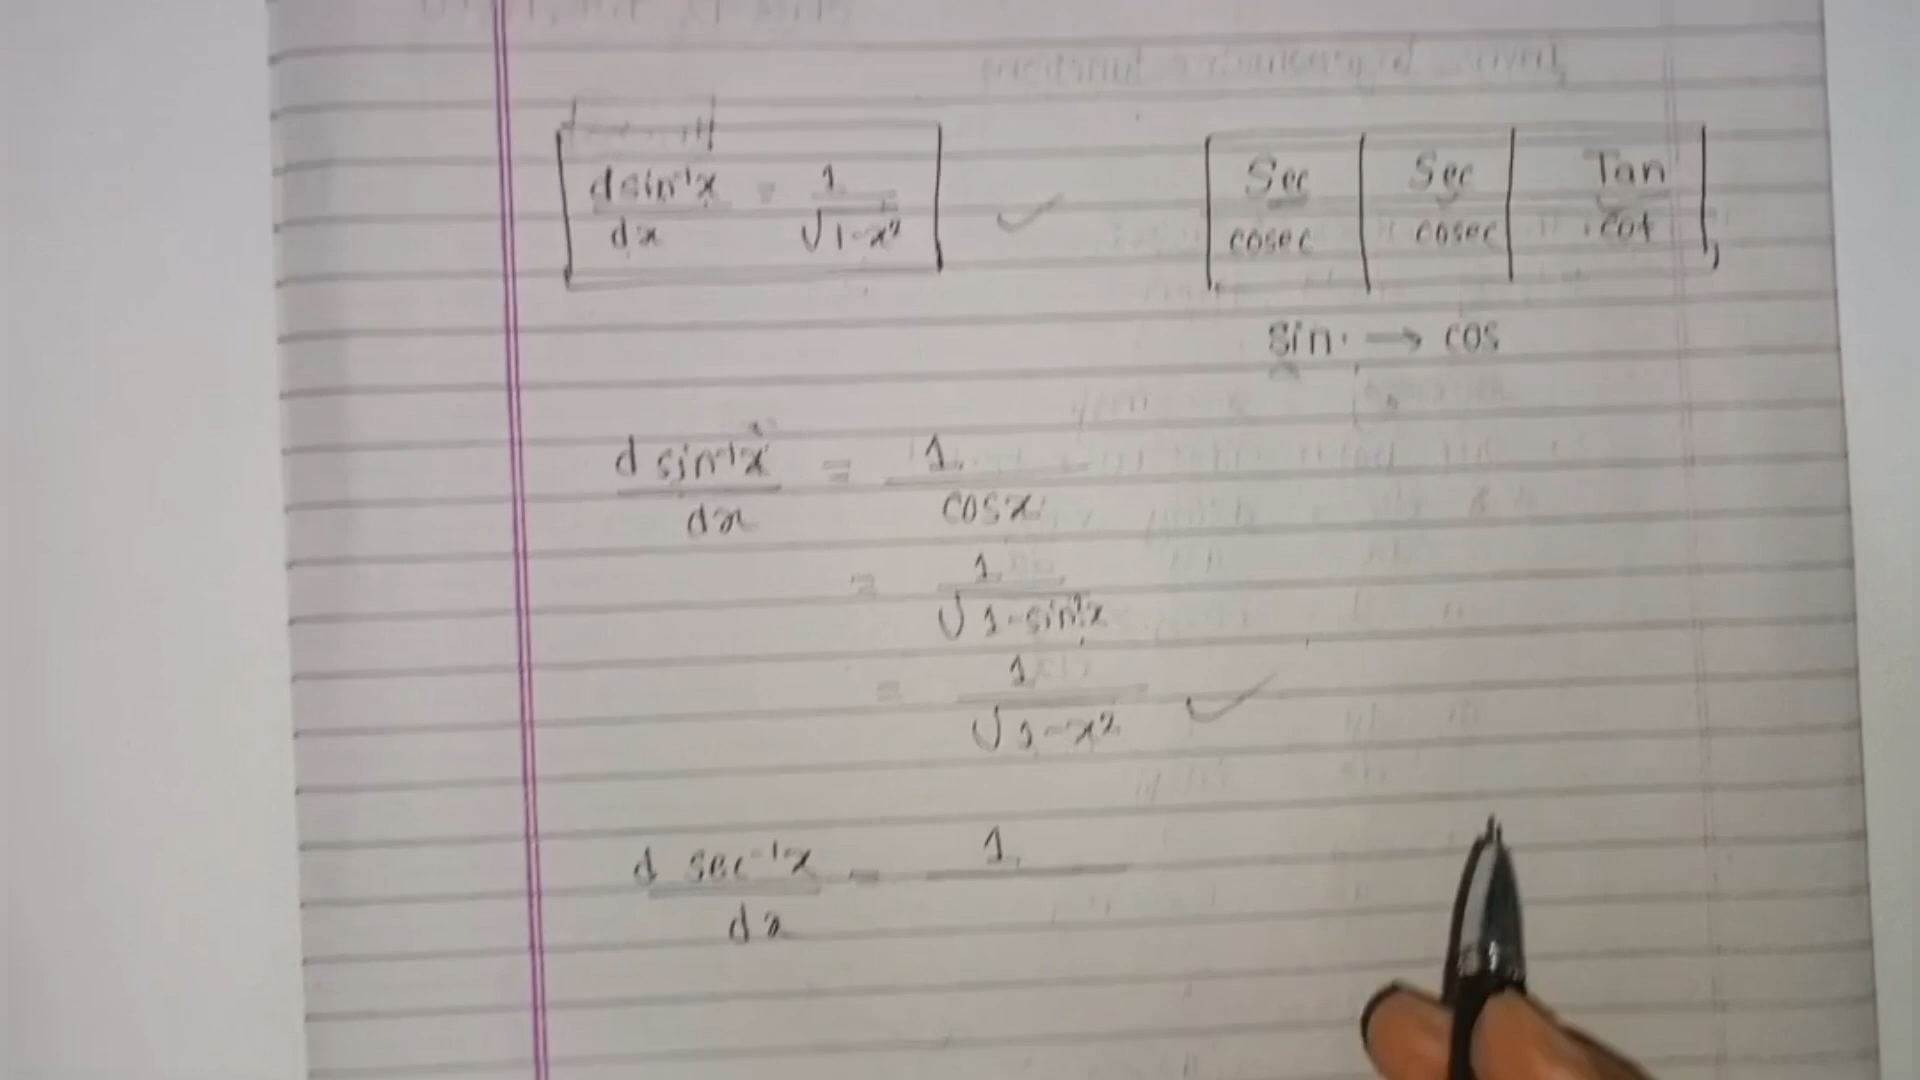 d sin⁻¹x / dx = 1 / √1-x²
Sec | Sec | Tan
cosec | cosec | cot ,
sin → cos
d sin⁻¹x / dx = 1 / cosx
= 1 / √1-sin²x
= 1 / √1-x²
d sec⁻¹x / dx = 1